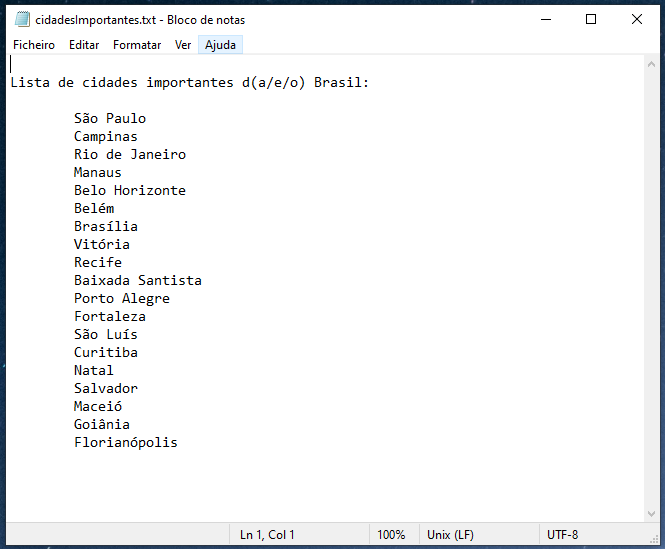 cidadesImportantes.txt - Bloco de notas
Ficheiro Editar Formatar Ver Ajuda
Lista de cidades importantes d(a/e/o) Brasil:
São Paulo
Campinas
Rio de Janeiro
Manaus
Belo Horizonte
Belém
Brasília
Vitória
Recife
Baixada Santista
Porto Alegre
Fortaleza
São Luís
Curitiba
Natal
Salvador
Maceió
Goiânia
Florianópolis
Ln 1, Col 1 100% Unix (LF) UTF-8